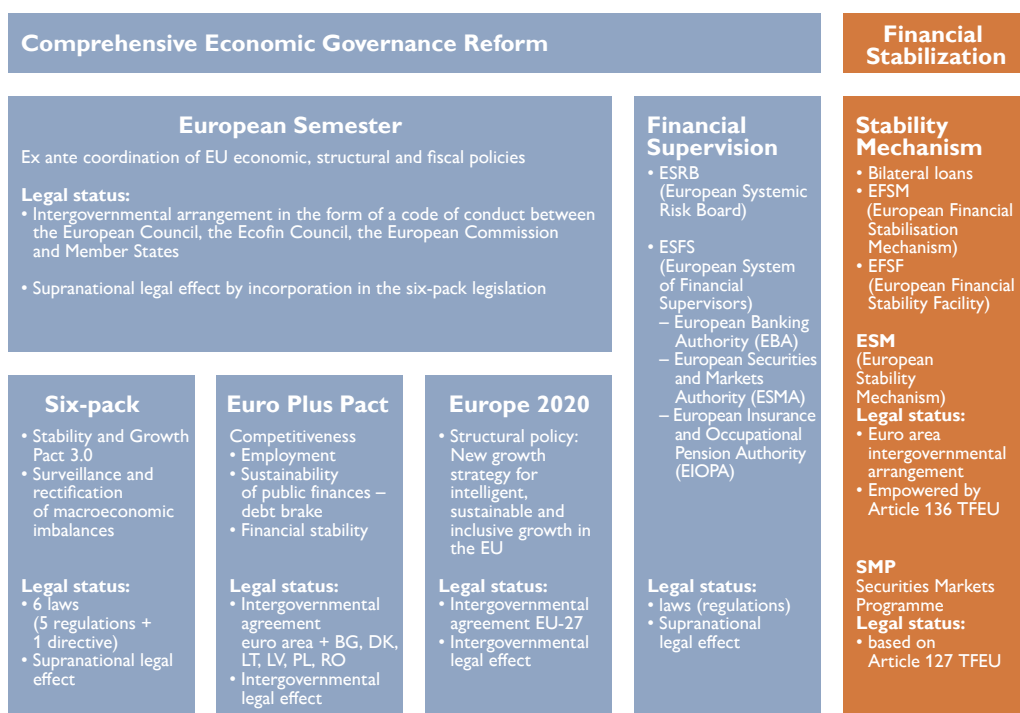 Comprehensive Economic Governance Reform
Financial
Stabilization
European Semester
Ex ante coordination of EU economic, structural and fiscal policies
Legal status:
• Intergovernmental arrangement in the form of a code of conduct between
the European Council, the Ecofin Council, the European Commission
and Member States
• Supranational legal effect by incorporation in the six-pack legislation
Six-pack
• Stability and Growth
Pact 3.0
• Surveillance and
rectification
of macroeconomic
imbalances
Legal status:
• 6 laws
(5 regulations +
1 directive)
• Supranational legal
effect
Euro Plus Pact
Competitiveness
• Employment
• Sustainability
of public finances –
debt brake
• Financial stability
Legal status:
• Intergovernmental
agreement
euro area + BG, DK,
LT, LV, PL, RO
• Intergovernmental
legal effect
Europe 2020
• Structural policy:
New growth
strategy for
intelligent,
sustainable and
inclusive growth in
the EU
Legal status:
• Intergovernmental
agreement EU-27
• Intergovernmental
legal effect
Financial
Supervision
• ESRB
(European Systemic
Risk Board)
• ESFS
(European System
of Financial
Supervisors)
– European Banking
Authority (EBA)
– European Securities
and Markets
Authority (ESMA)
– European Insurance
and Occupational
Pension Authority
(EIOPA)
Legal status:
• laws (regulations)
• Supranational
legal effect
Stability
Mechanism
• Bilateral loans
• EFSM
(European Financial
Stabilisation
Mechanism)
• EFSF
(European Financial
Stability Facility)
ESM
(European
Stability
Mechanism)
Legal status:
• Euro area
intergovernmental
arrangement
• Empowered by
Article 136 TFEU
SMP
Securities Markets
Programme
Legal status:
• based on
Article 127 TFEU